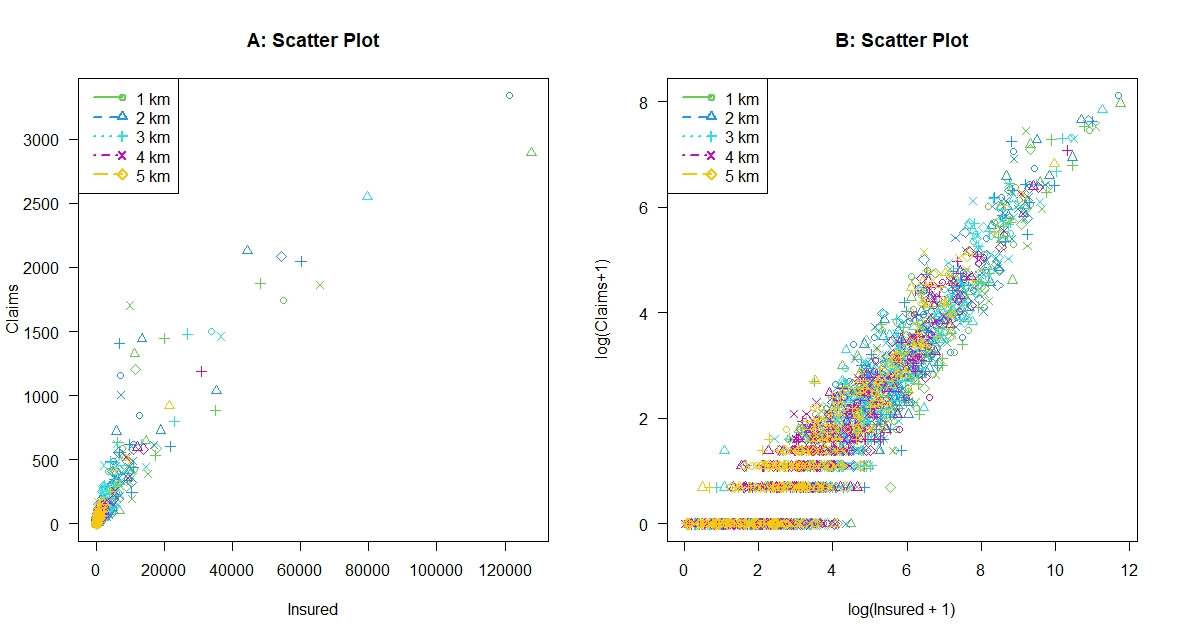 A: Scatter Plot
1 km
2 km
3 km
4 km
5 km
3000
2500
2000
1500
1000
500
0
Claims
0
20000
40000
60000
80000
100000
120000
Insured
B: Scatter Plot
1 km
2 km
3 km
4 km
5 km
8
6
4
2
0
log(Claims+1)
0
2
4
6
8
10
12
log(Insured + 1)